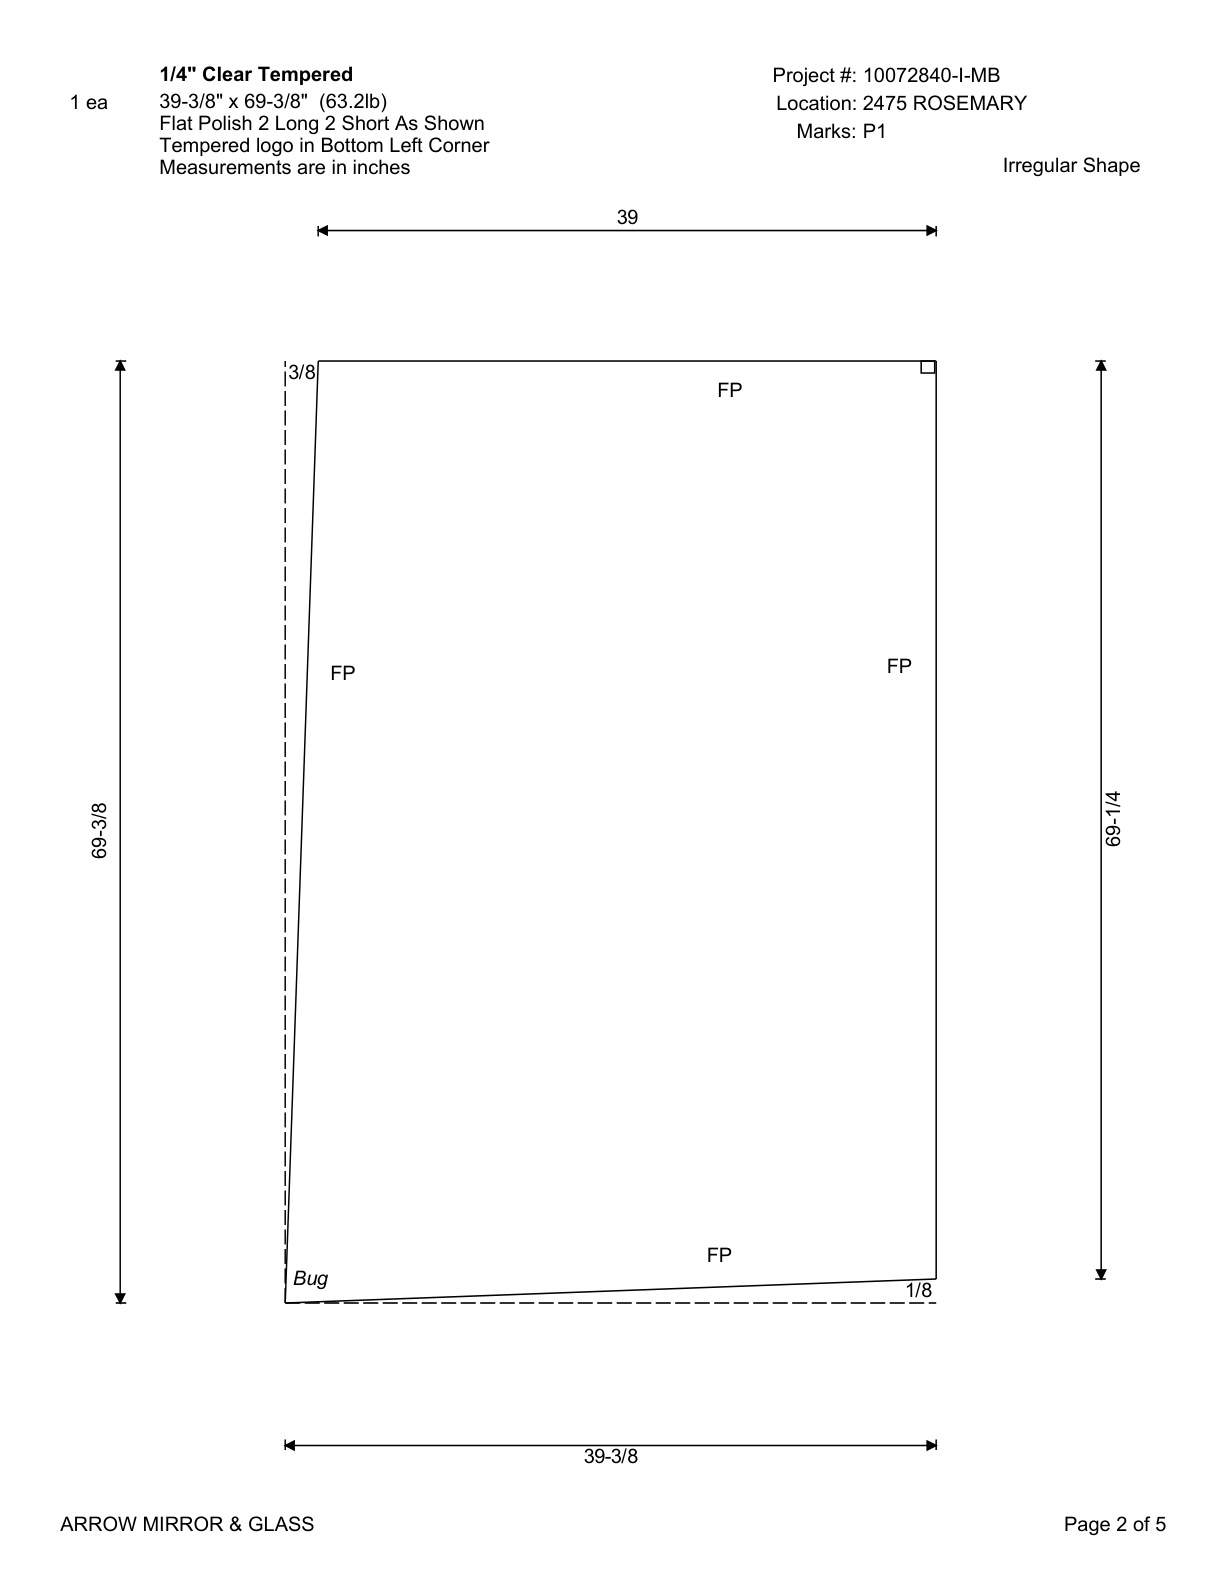 1/4" Clear Tempered
1 ea
39-3/8" x 69-3/8"  (63.2lb)
Flat Polish 2 Long 2 Short As Shown
Tempered logo in Bottom Left Corner
Measurements are in inches
Project #: 10072840-I-MB
Location: 2475 ROSEMARY
Marks: P1
Irregular Shape
39
3/8
FP
FP
FP
69-3/8
69-1/4
FP
Bug
1/8
39-3/8
ARROW MIRROR & GLASS
Page 2 of 5